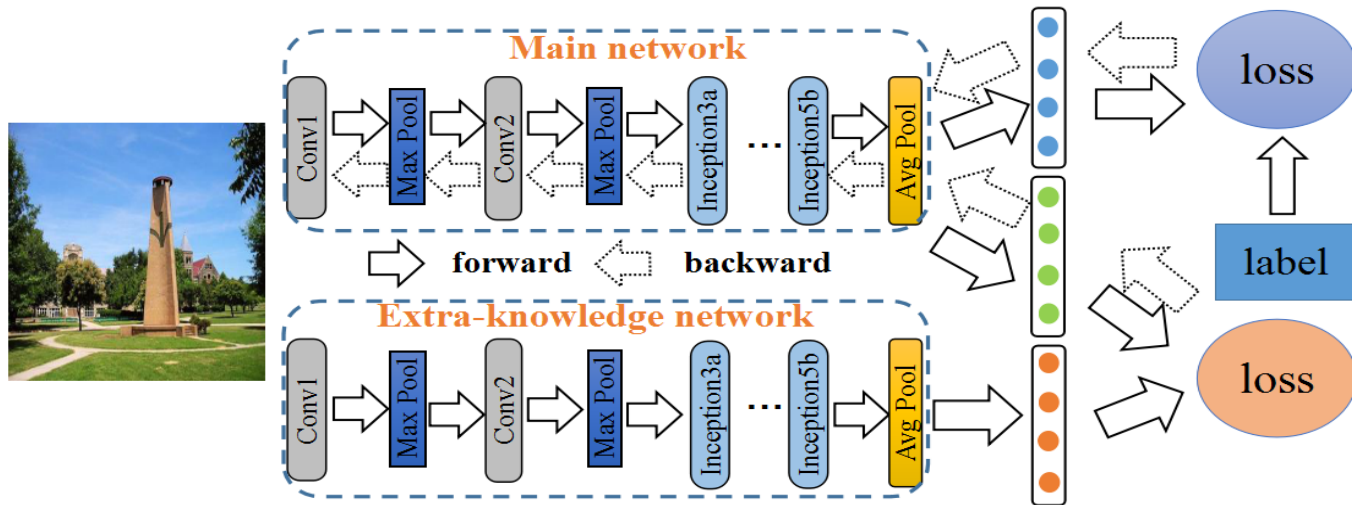 Main network
Conv1
Max Pool
Conv2
Max Pool
Inception3a
...
Inception5b
Avg Pool
loss
label
forward
backward
Extra-knowledge network
Conv1
Max Pool
Conv2
Max Pool
Inception3a
...
Inception5b
Avg Pool
loss